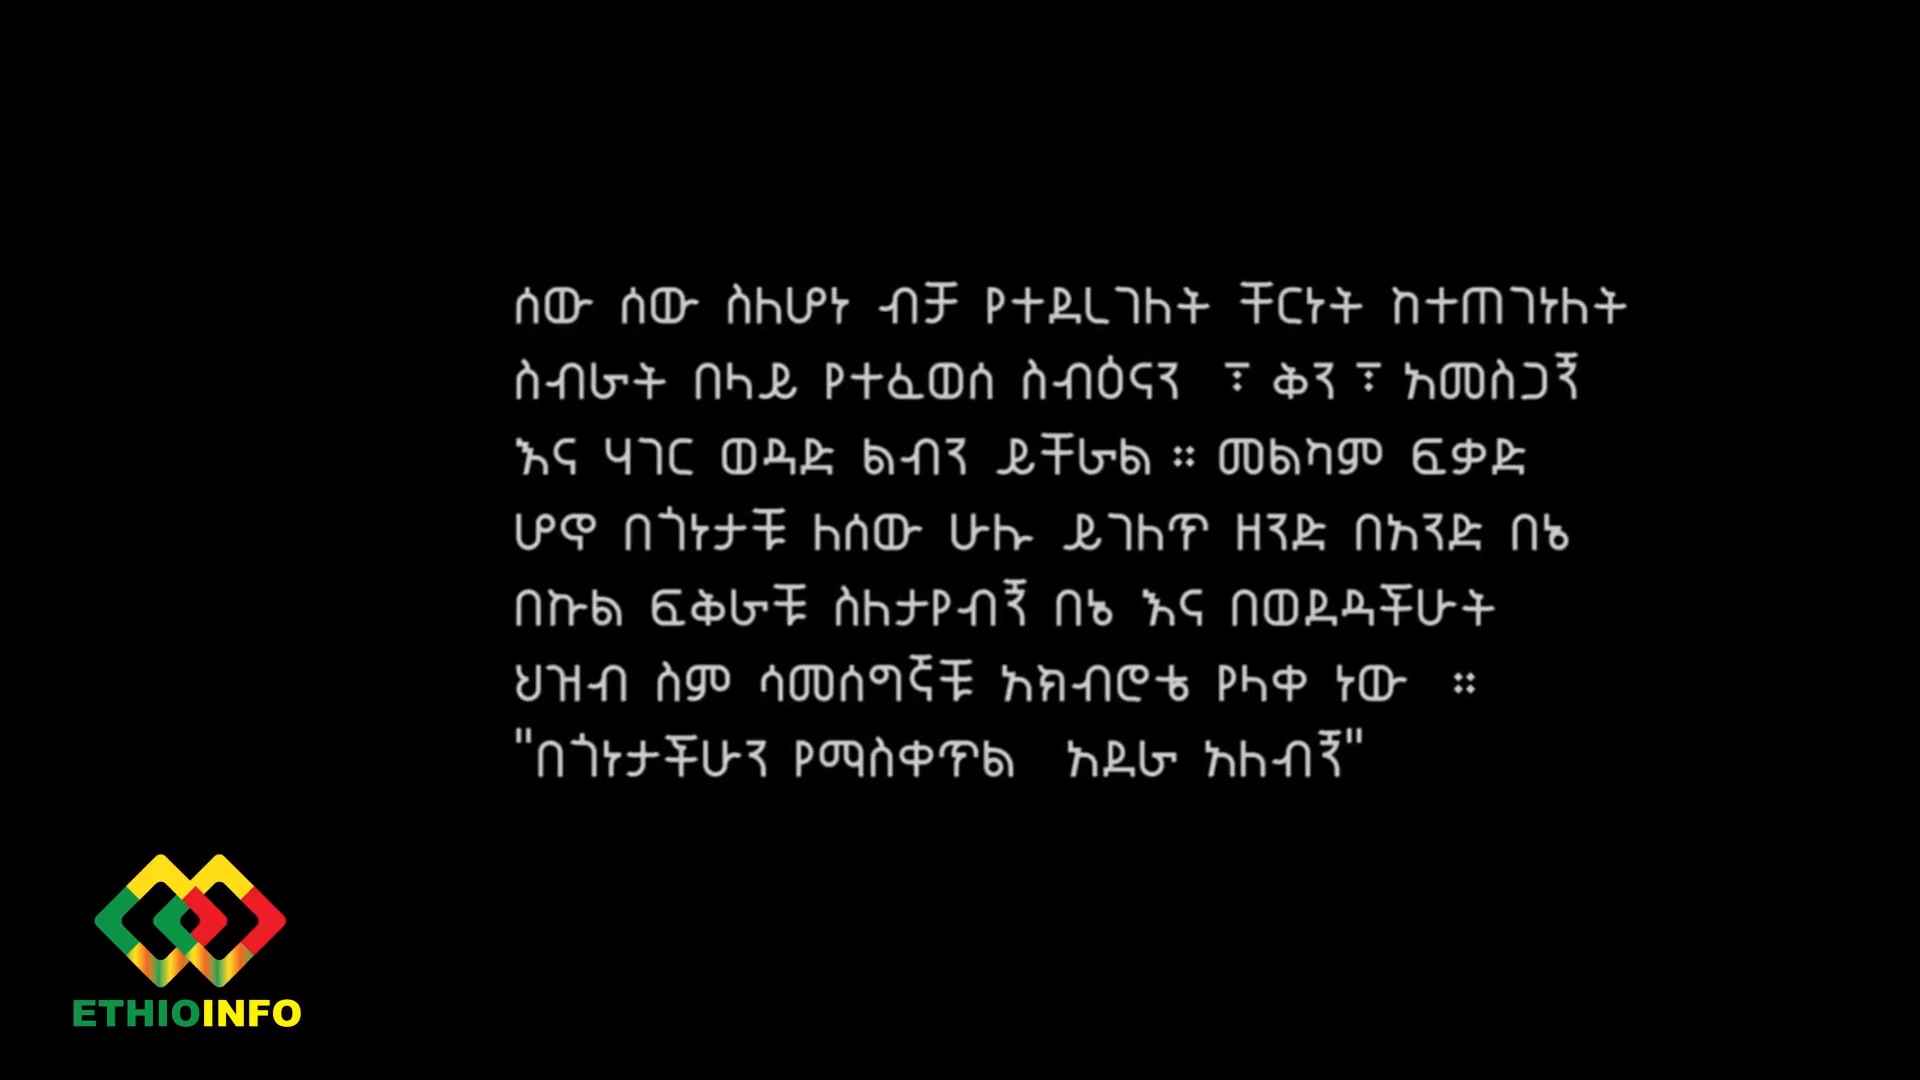 ሰው ሰው ስለሆነ ብቻ የተደረገለት ቸርነት ከተጠገነለት
ስብራት በላይ የተፈወሰ ስብዕናን ፣ ቅን ፣ አመስጋኝ
እና ሃገር ወዳድ ልብን ይቸራል ። መልካም ፍቃድ
ሆኖ በጎነታቹ ለሰው ሁሉ ይገለጥ ዘንድ በአንድ በኔ
በኩል ፍቅራቹ ስለታየብኝ በኔ እና በወደዳችሁት
ህዝብ ስም ሳመሰግኛቹ አክብሮቴ የላቀ ነው ።
"በጎነታችሁን የማስቀጥል አደራ አለብኝ"
ETHIOINFO